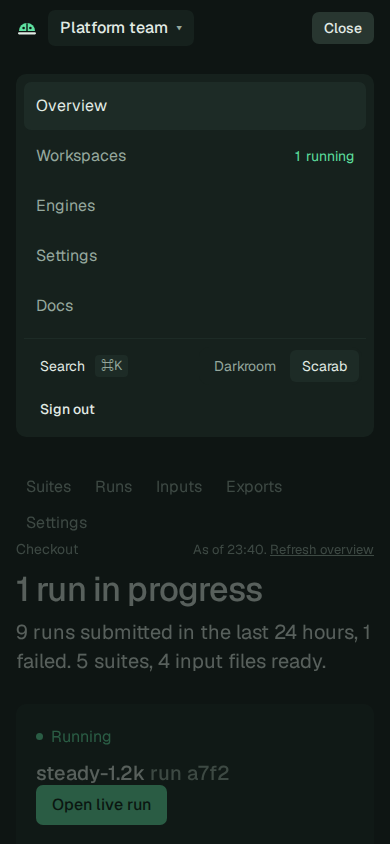 Platform team
Close
Overview
Workspaces 1 running
Engines
Settings
Docs
Search ⌘K Darkroom Scarab
Sign out
Suites Runs Inputs Exports
Settings
Checkout As of 23:40. Refresh overview
1 run in progress
9 runs submitted in the last 24 hours, 1
failed. 5 suites, 4 input files ready.
Running
steady-1.2k run a7f2
Open live run